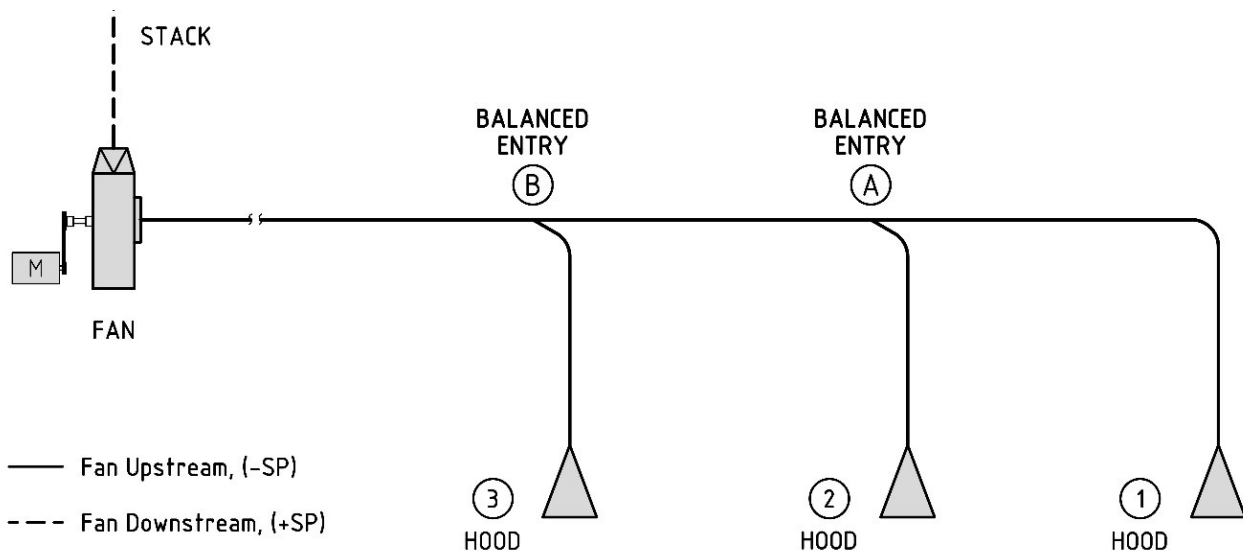 STACK
BALANCED
ENTRY
B
BALANCED
ENTRY
A
M
FAN
Fan Upstream, (-SP)
Fan Downstream, (+SP)
3
HOOD
2
HOOD
1
HOOD